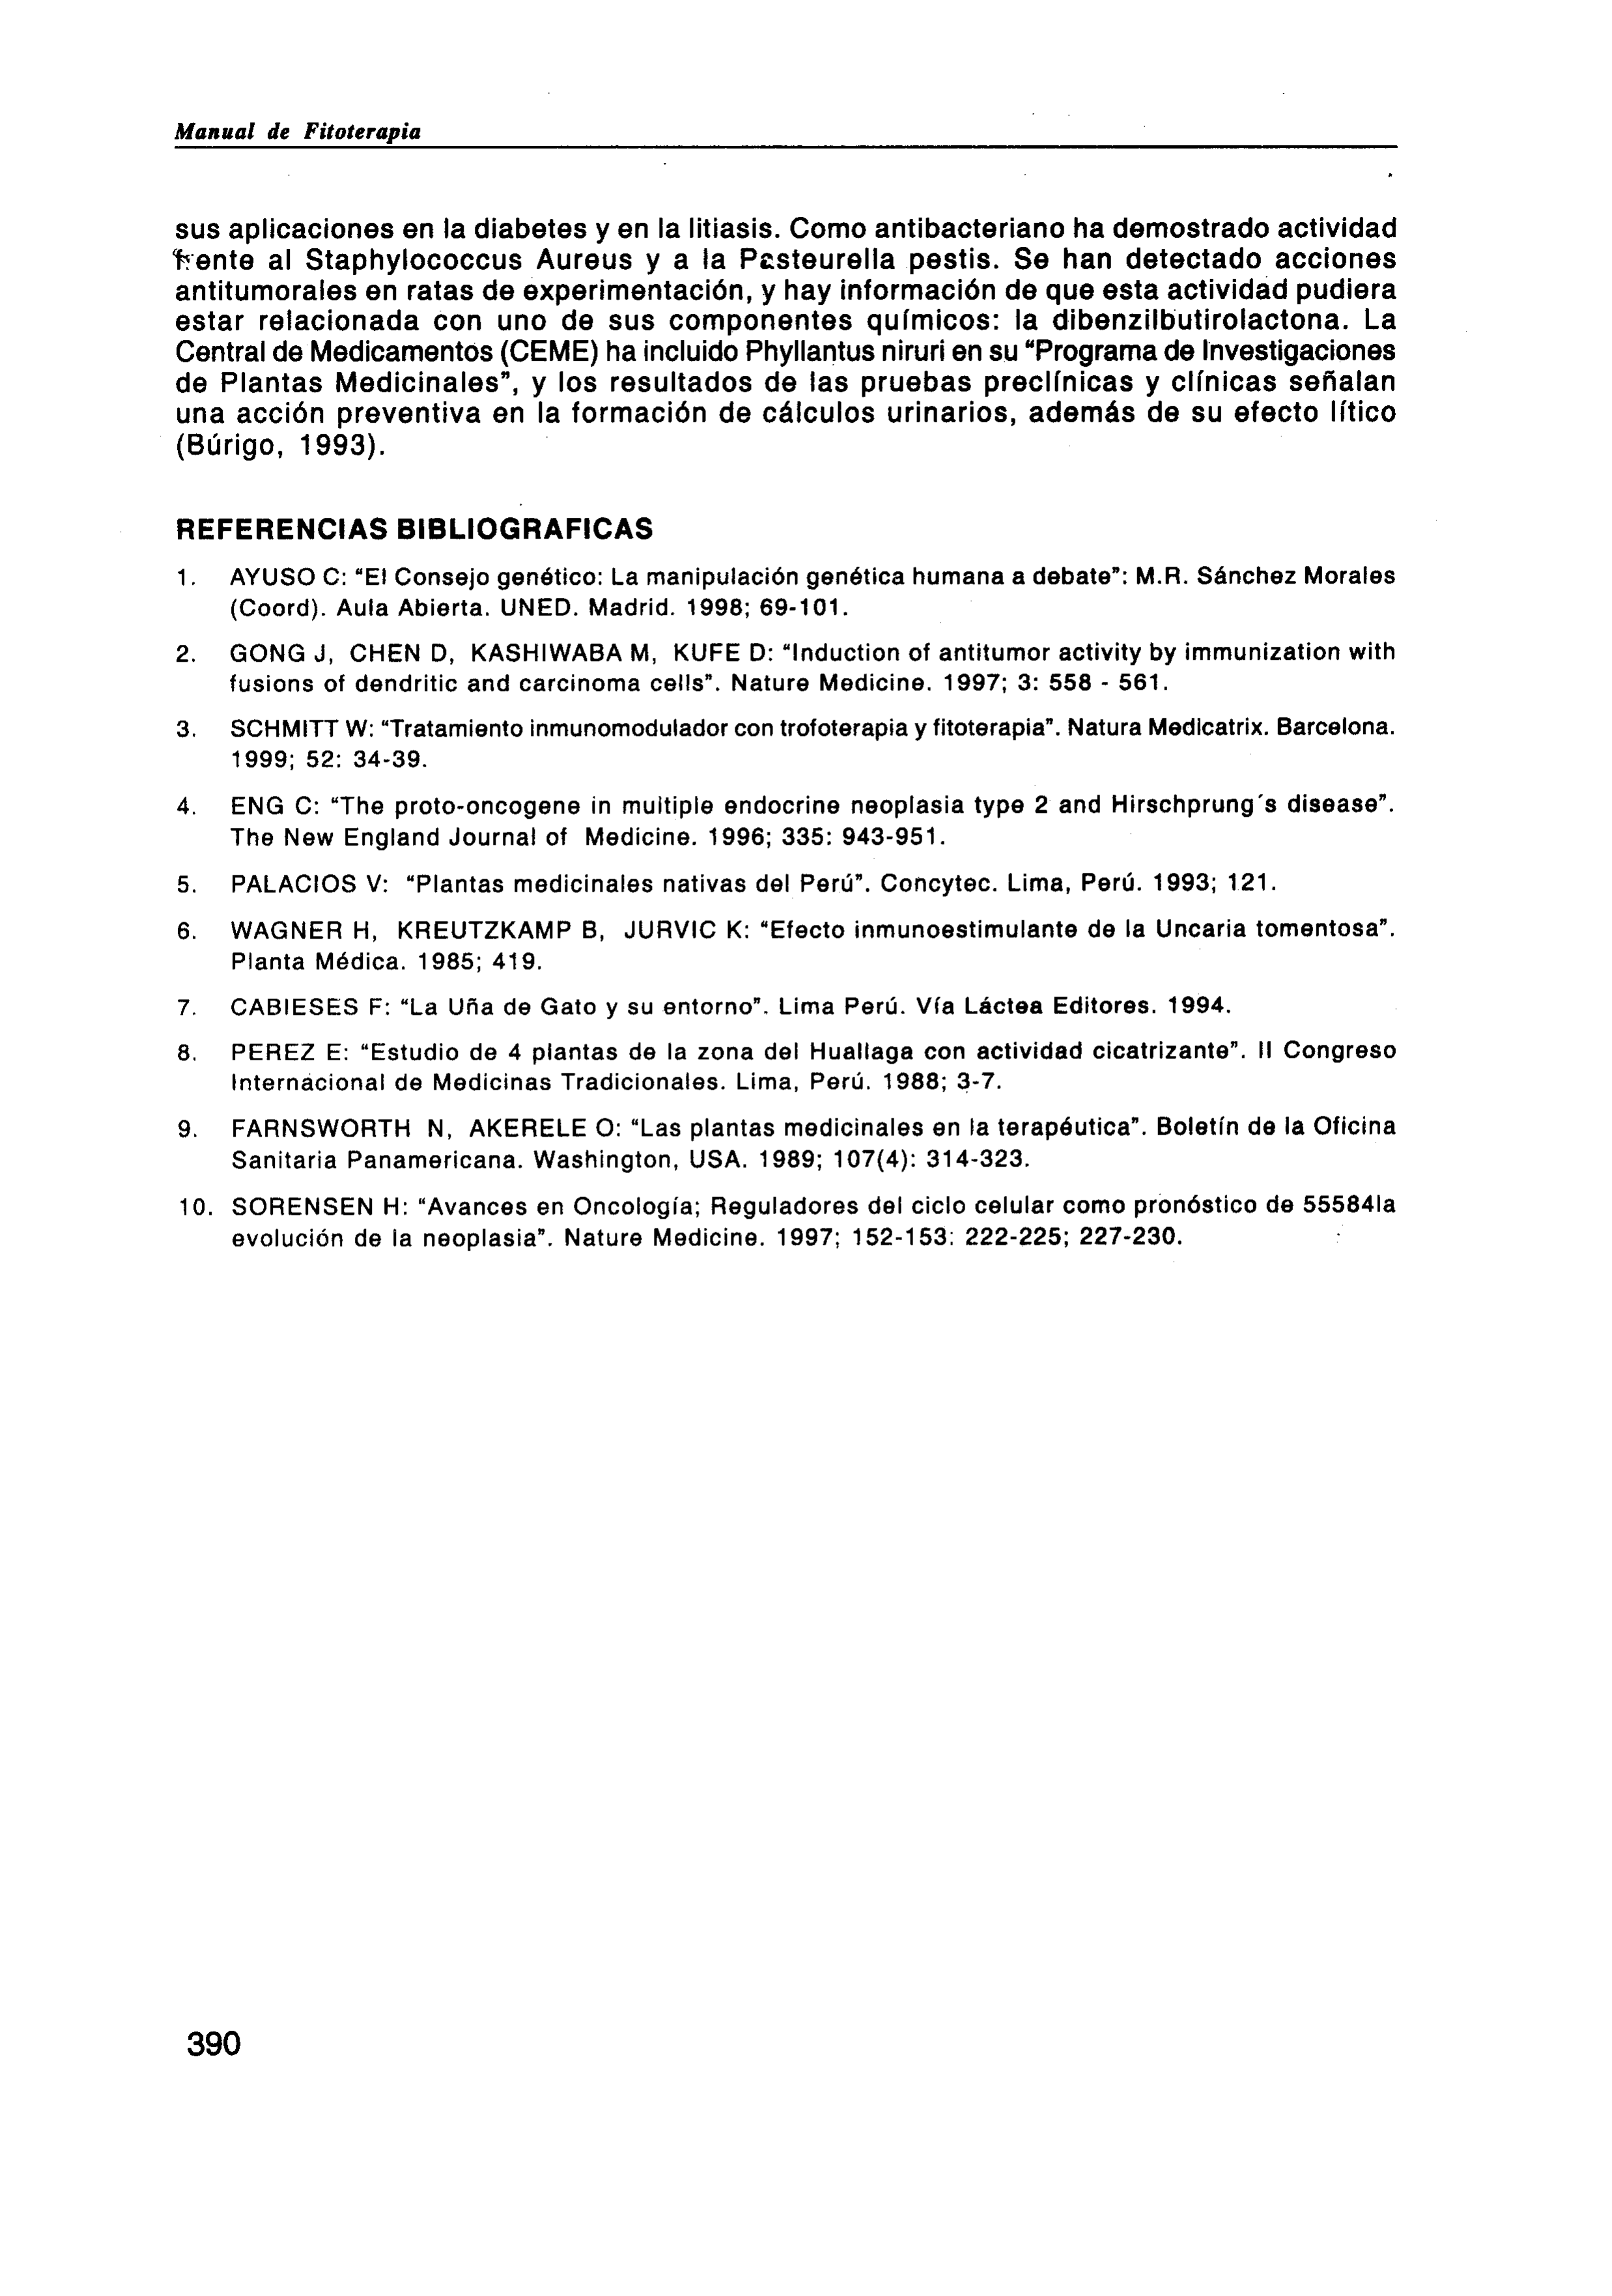 Manual de Fitoterapia
sus aplicaciones en la diabetes y en la litiasis. Como antibacteriano ha demostrado actividad
frente al Staphylococcus Aureus y a la Pasteurella pestis. Se han detectado acciones
antitumorales en ratas de experimentación, y hay información de que esta actividad pudiera
estar relacionada con uno de sus componentes químicos: la dibenzilbutirolactona. La
Central de Medicamentos (CEME) ha incluido Phyllantus niruri en su "Programa de Investigaciones
de Plantas Medicinales", y los resultados de las pruebas preclínicas y clínicas señalan
una acción preventiva en la formación de cálculos urinarios, además de su efecto lítico
(Búrigo, 1993).
REFERENCIAS BIBLIOGRAFICAS
1. AYUSO C: "El Consejo genético: La manipulación genética humana a debate": M.R. Sánchez Morales
(Coord). Aula Abierta. UNED. Madrid. 1998; 69-101.
2. GONG J, CHEN D, KASHIWABA M, KUFE D: "Induction of antitumor activity by immunization with
fusions of dendritic and carcinoma cells". Nature Medicine. 1997; 3: 558 - 561.
3. SCHMITT W: "Tratamiento inmunomodulador con trofoterapia y fitoterapia". Natura Medicatrix. Barcelona.
1999; 52: 34-39.
4. ENG C: "The proto-oncogene in multiple endocrine neoplasia type 2 and Hirschprung´s disease".
The New England Journal of Medicine. 1996; 335: 943-951.
5. PALACIOS V: "Plantas medicinales nativas del Perú". Concytec. Lima, Perú. 1993; 121.
6. WAGNER H, KREUTZKAMP B, JURVIC K: "Efecto inmunoestimulante de la Uncaria tomentosa".
Planta Médica. 1985; 419.
7. CABIESES F: "La Uña de Gato y su entorno". Lima Perú. Vía Láctea Editores. 1994.
8. PEREZ E: "Estudio de 4 plantas de la zona del Huallaga con actividad cicatrizante". II Congreso
Internacional de Medicinas Tradicionales. Lima, Perú. 1988; 3-7.
9. FARNSWORTH N, AKERELE O: "Las plantas medicinales en la terapéutica". Boletín de la Oficina
Sanitaria Panamericana. Washington, USA. 1989; 107(4): 314-323.
10. SORENSEN H: "Avances en Oncología; Reguladores del ciclo celular como pronóstico de 55584la
evolución de la neoplasia". Nature Medicine. 1997; 152-153: 222-225; 227-230.
390